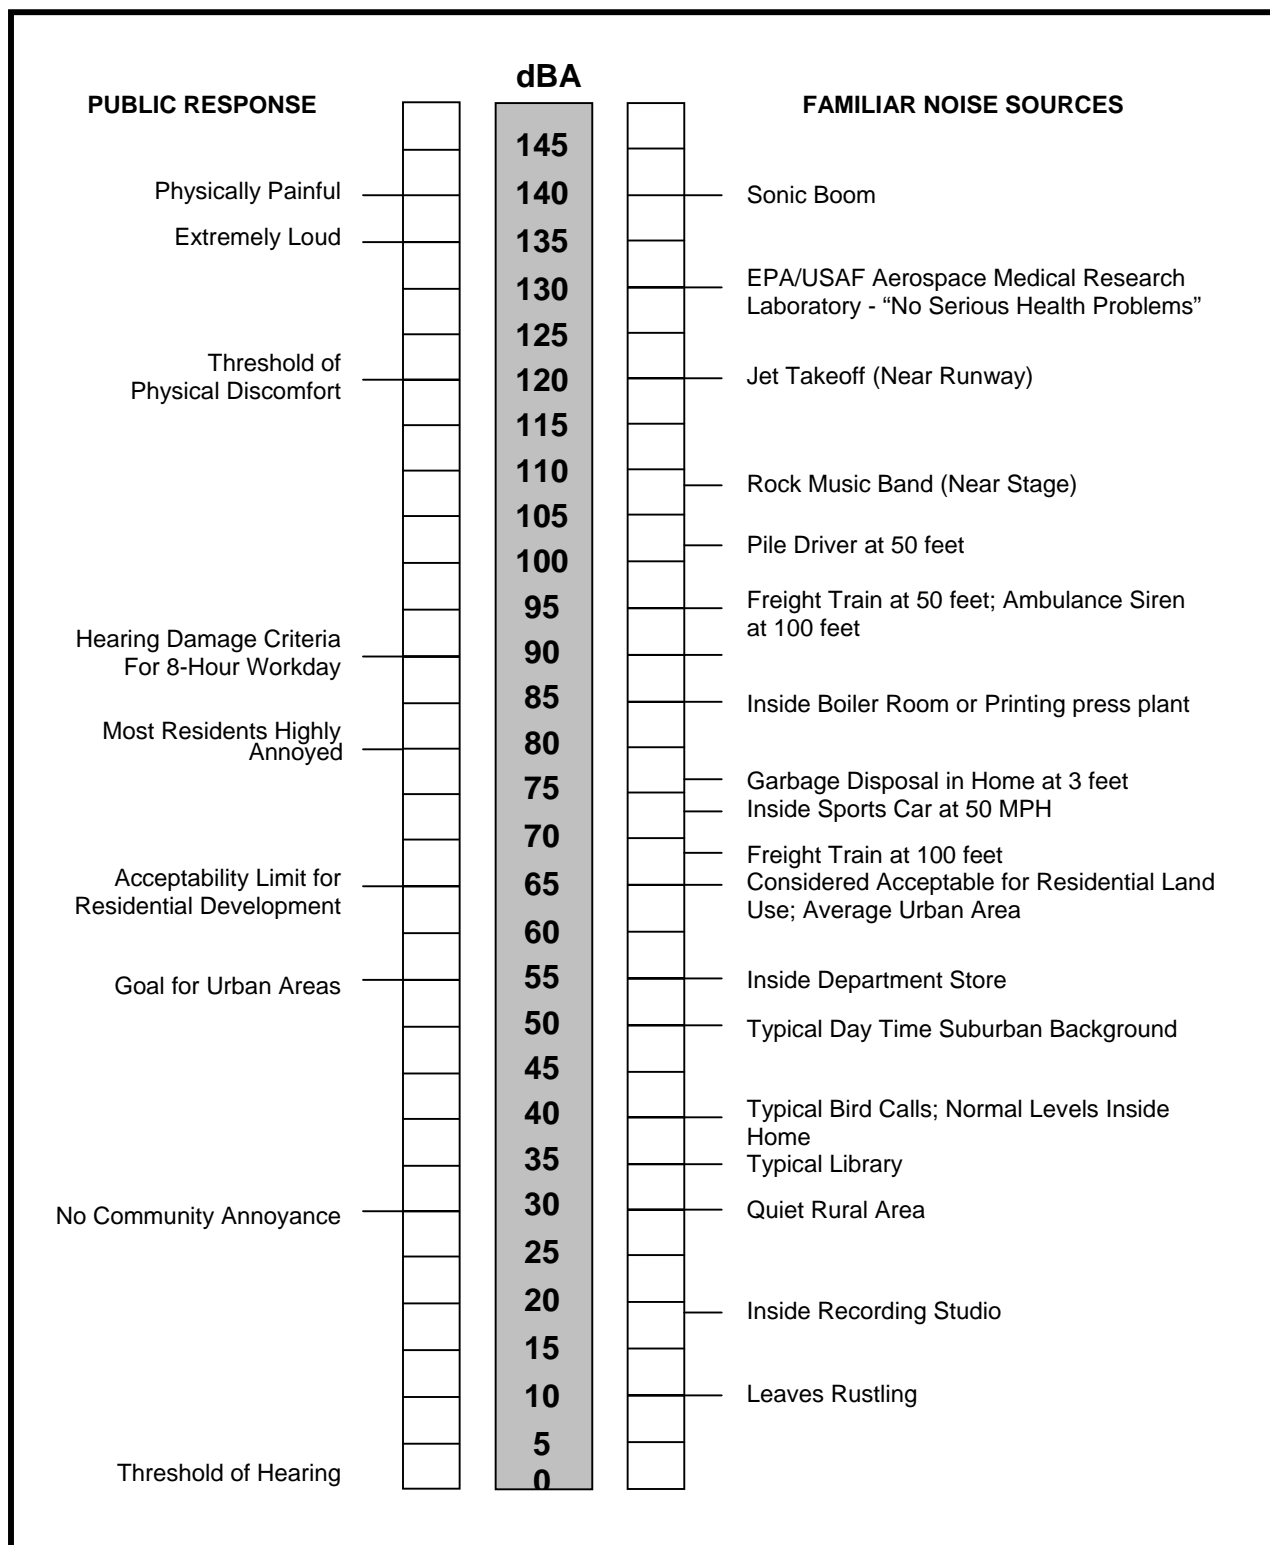 dBA
PUBLIC RESPONSE
FAMILIAR NOISE SOURCES
145
Physically Painful
140
Sonic Boom
Extremely Loud
135
130
EPA/USAF Aerospace Medical Research
Laboratory - “No Serious Health Problems”
125
Threshold of
Physical Discomfort
120
Jet Takeoff (Near Runway)
115
110
Rock Music Band (Near Stage)
105
Pile Driver at 50 feet
100
95
Freight Train at 50 feet; Ambulance Siren
at 100 feet
Hearing Damage Criteria
For 8-Hour Workday
90
85
Inside Boiler Room or Printing press plant
Most Residents Highly
Annoyed
80
Garbage Disposal in Home at 3 feet
75
Inside Sports Car at 50 MPH
70
Freight Train at 100 feet
Acceptability Limit for
Residential Development
65
Considered Acceptable for Residential Land
Use; Average Urban Area
60
Goal for Urban Areas
55
Inside Department Store
50
Typical Day Time Suburban Background
45
40
Typical Bird Calls; Normal Levels Inside
Home
35
Typical Library
No Community Annoyance
30
Quiet Rural Area
25
20
Inside Recording Studio
15
10
Leaves Rustling
5
Threshold of Hearing
0